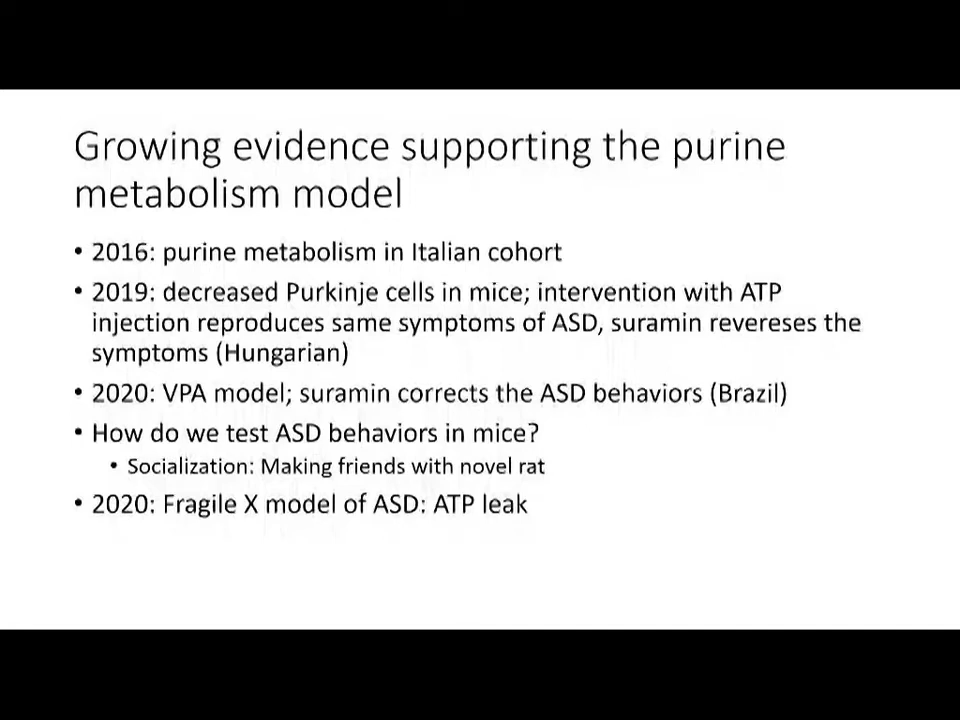 Growing evidence supporting the purine
metabolism model
• 2016: purine metabolism in Italian cohort
• 2019: decreased Purkinje cells in mice; intervention with ATP
injection reproduces same symptoms of ASD, suramin revereses the
symptoms (Hungarian)
• 2020: VPA model; suramin corrects the ASD behaviors (Brazil)
• How do we test ASD behaviors in mice?
• Socialization: Making friends with novel rat
• 2020: Fragile X model of ASD: ATP leak